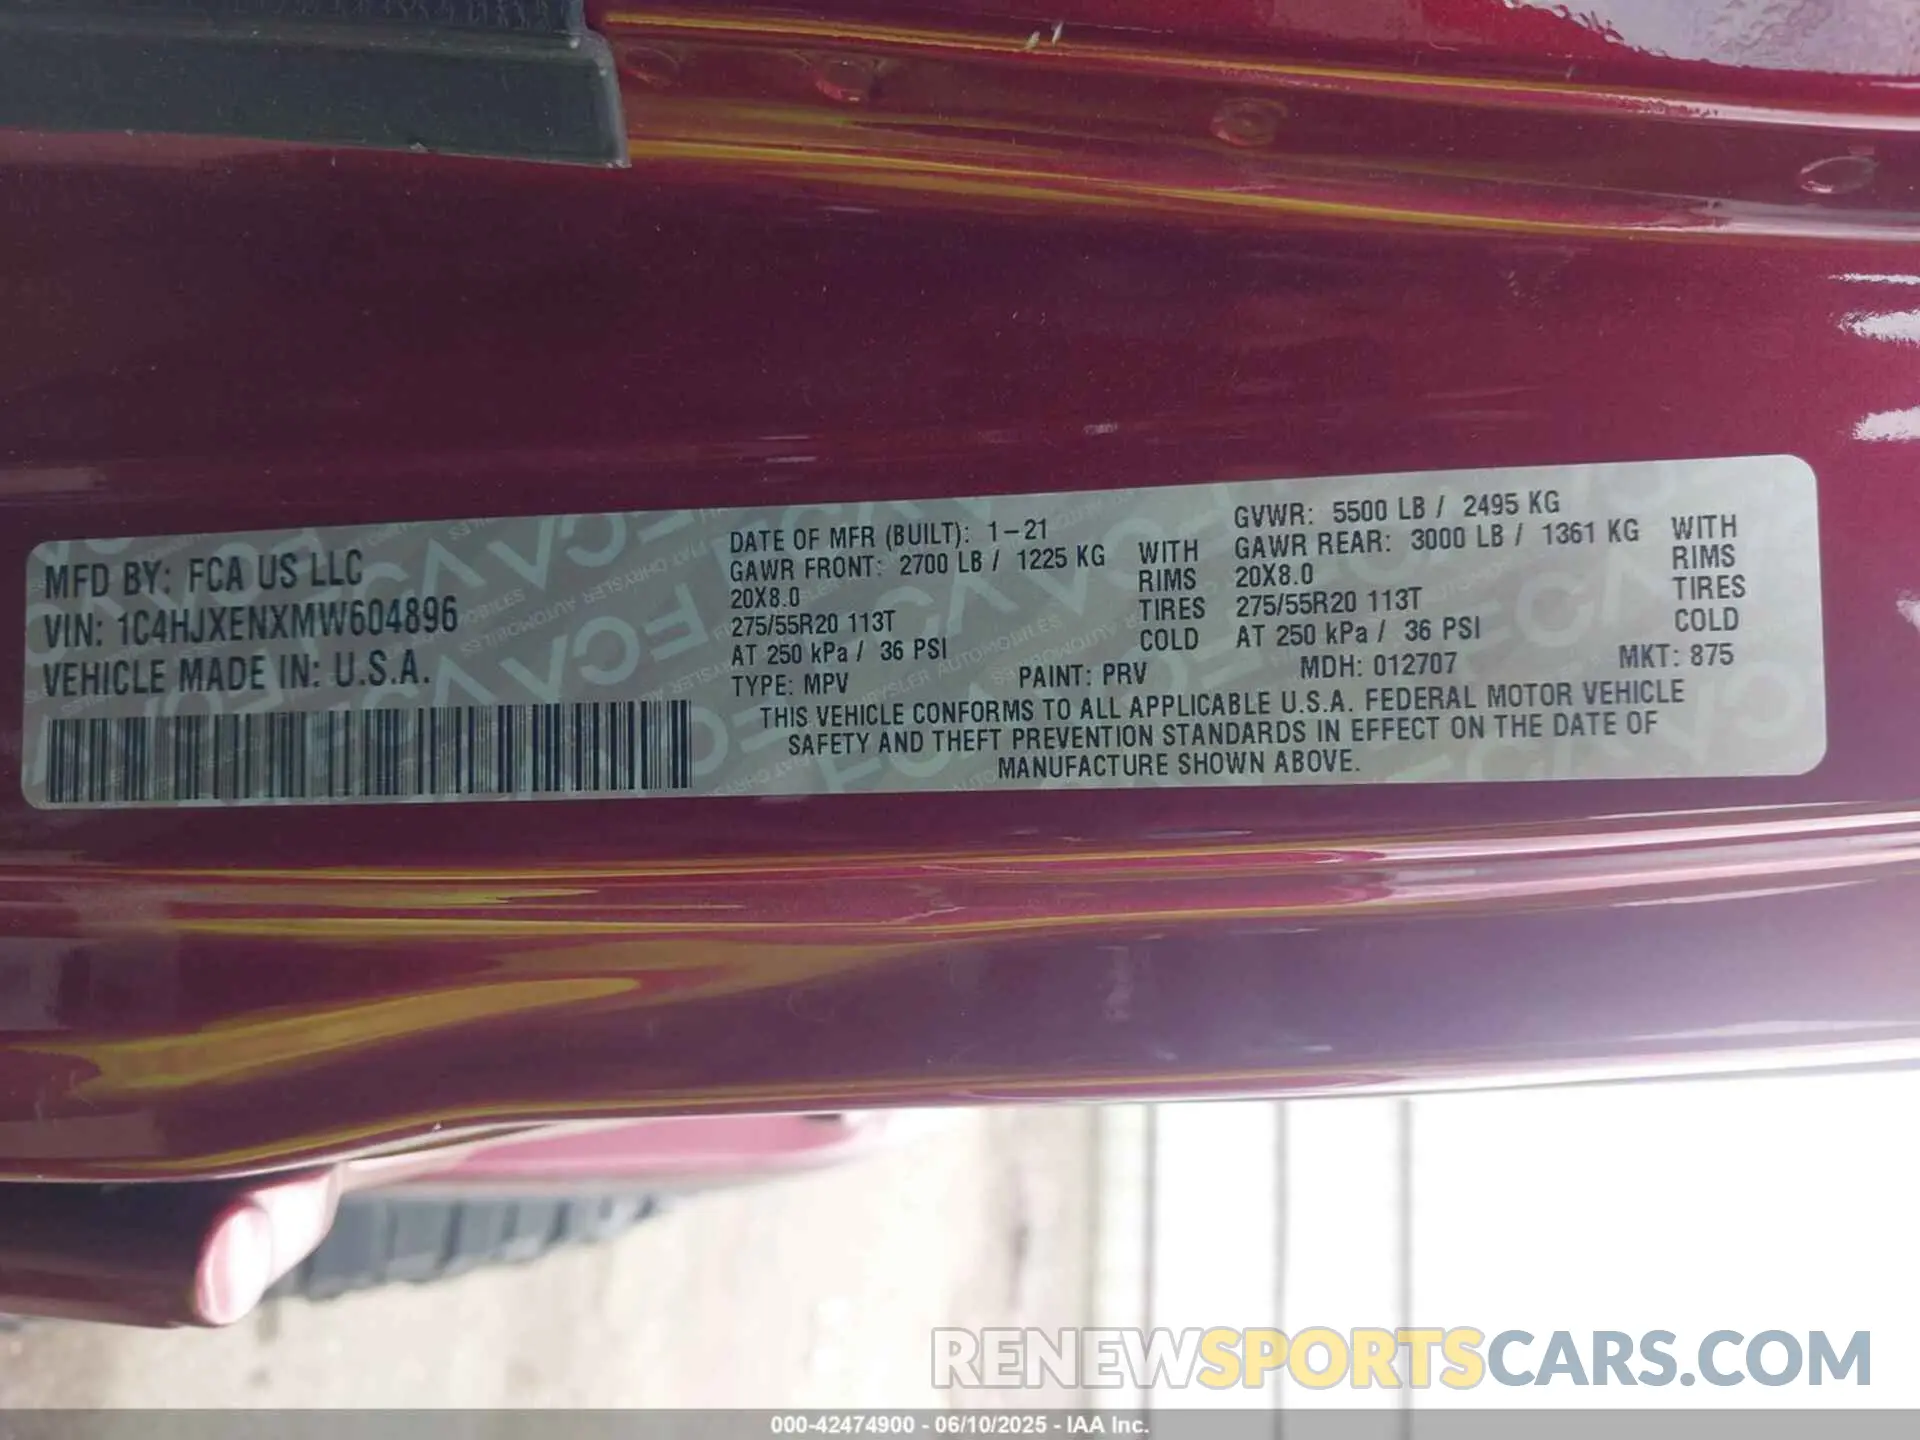 MFD BY: FCA US LLC
VIN: 1C4HJXENXMW604896
VEHICLE MADE IN: U.S.A.
DATE OF MFR (BUILT): 1-21
GAWR FRONT: 2700 LB / 1225 KG WITH
20X8.0 RIMS
275/55R20 113T TIRES
AT 250 kPa / 36 PSI COLD
GVWR: 5500 LB / 2495 KG
GAWR REAR: 3000 LB / 1361 KG WITH
20X8.0 RIMS
275/55R20 113T TIRES
AT 250 kPa / 36 PSI COLD
TYPE: MPV PAINT: PRV MDH: 012707 MKT: 875
THIS VEHICLE CONFORMS TO ALL APPLICABLE U.S.A. FEDERAL MOTOR VEHICLE
SAFETY AND THEFT PREVENTION STANDARDS IN EFFECT ON THE DATE OF
MANUFACTURE SHOWN ABOVE.
RENEWSPORTSCARS.COM
000-42474900 - 06/10/2025 - IAA Inc.